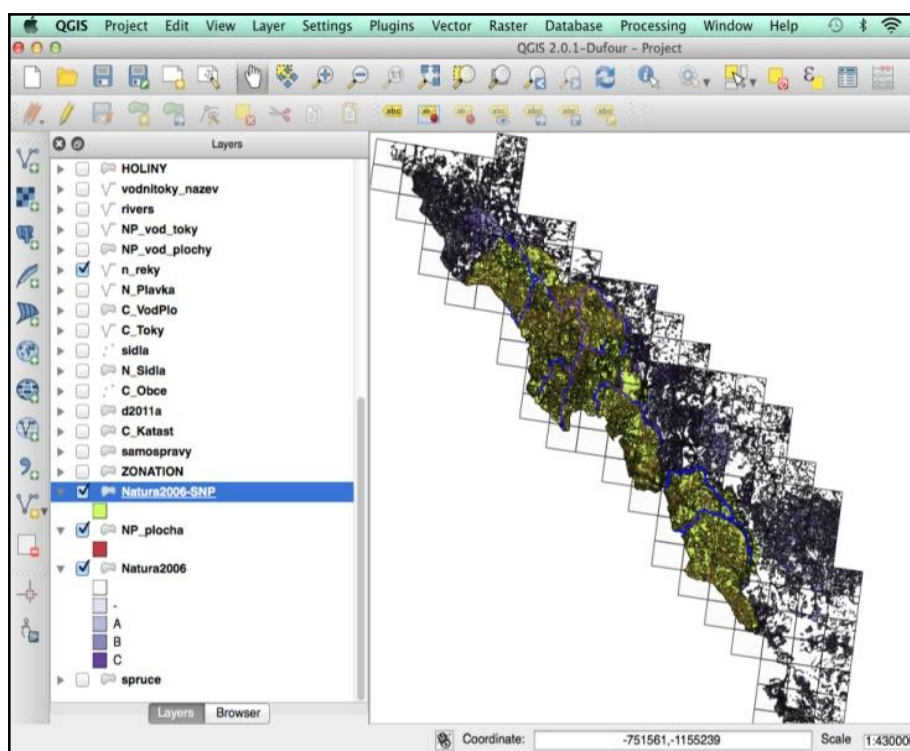 QGIS Project Edit View Layer Settings Plugins Vector Raster Database Processing Window Help
QGIS 2.0.1-Dufour - Project
Layers
HOLINY
vodnitoky_nazev
rivers
NP_vod_toky
NP_vod_plochy
n_reky
N_Plavka
C_VodPlo
C_Toky
sidla
N_Sidla
C_Obce
d2011a
C_Katast
samospravy
ZONATION
Natura2006-SNP
NP_plocha
Natura2006
-
A
B
C
spruce
Layers Browser
Coordinate: -751561,-1155239 Scale 1:43000